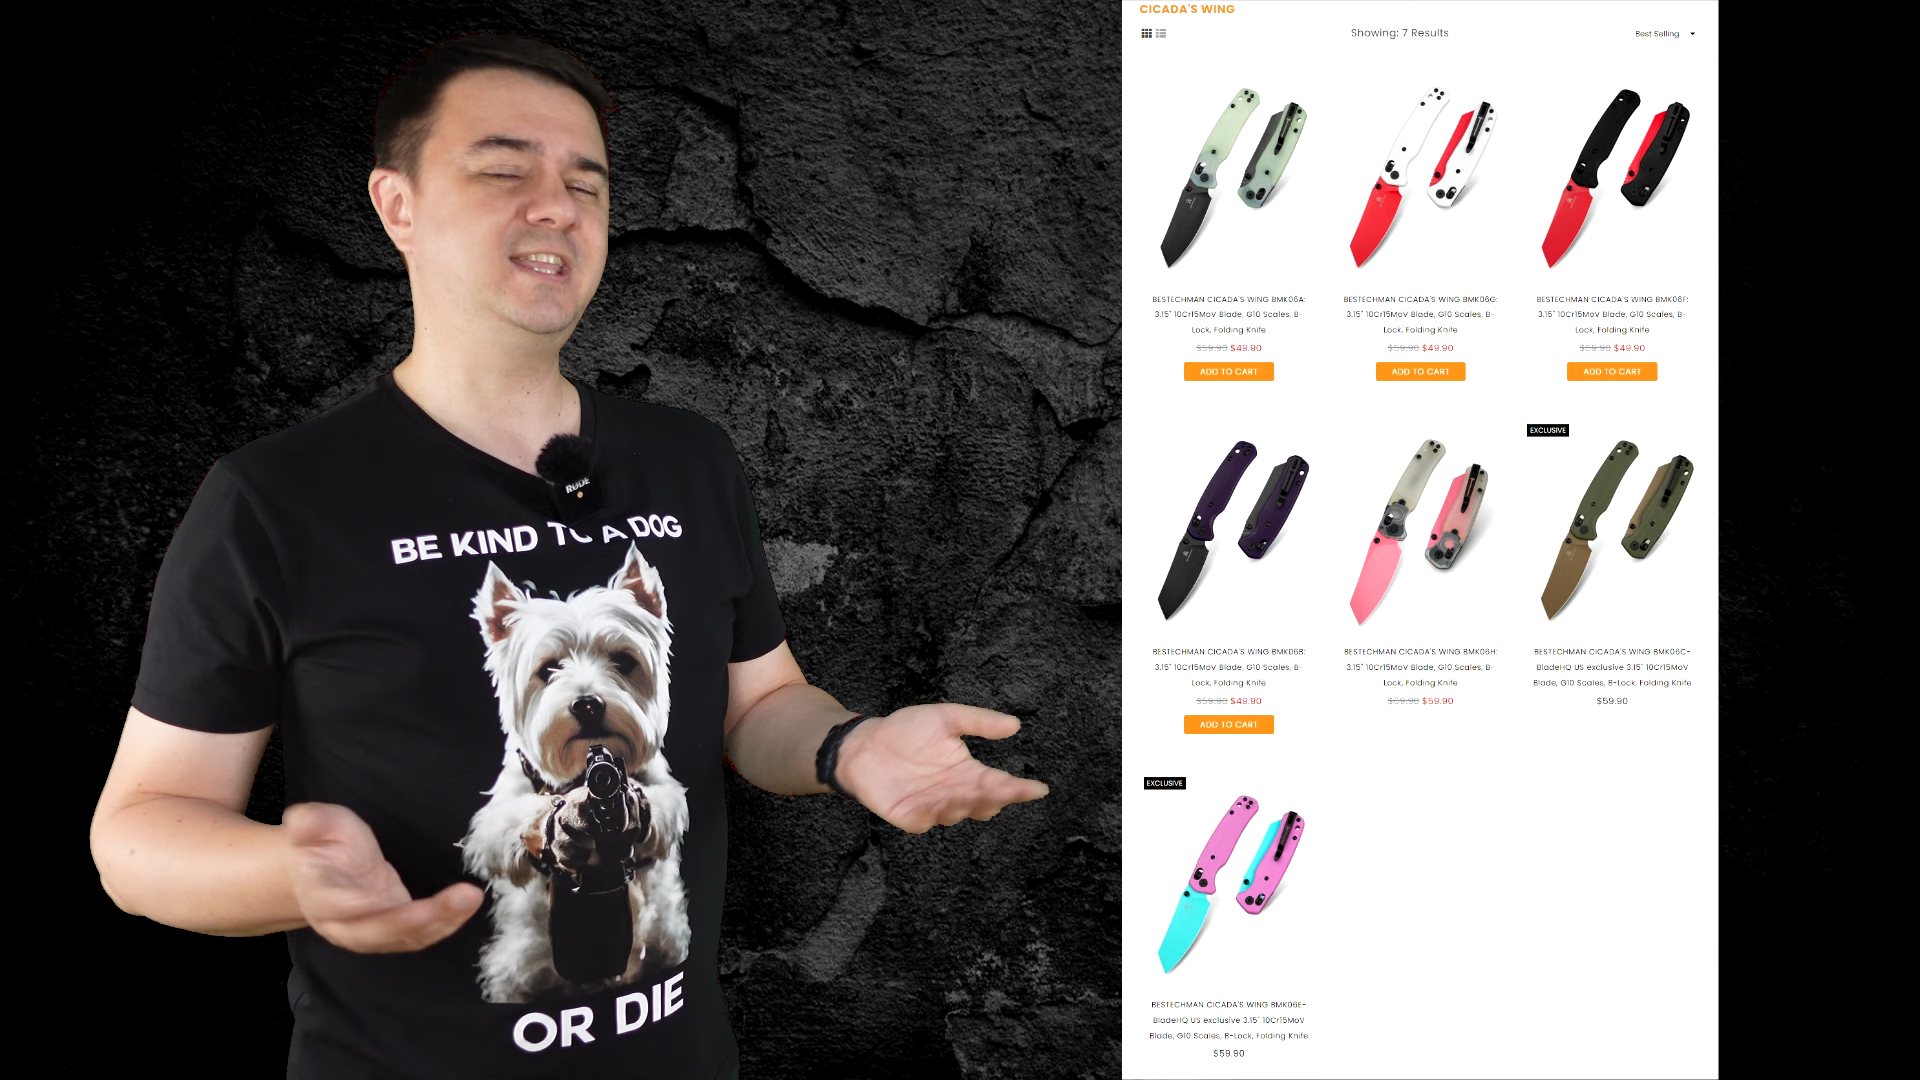 CICADA'S WING
Showing: 7 Results
Best Selling
BESTECHMAN CICADA'S WING BMK06A:
3.15" 10Cr15MoV Blade, G10 Scales, B-
Lock, Folding Knife
$59.90 $49.90
ADD TO CART
BESTECHMAN CICADA'S WING BMK06G:
3.15" 10Cr15MoV Blade, G10 Scales, B-
Lock, Folding Knife
$59.90 $49.90
ADD TO CART
BESTECHMAN CICADA'S WING BMK06F:
3.15" 10Cr15MoV Blade, G10 Scales, B-
Lock, Folding Knife
$59.90 $49.90
ADD TO CART
BESTECHMAN CICADA'S WING BMK06B:
3.15" 10Cr15MoV Blade, G10 Scales, B-
Lock, Folding Knife
$59.90 $49.90
ADD TO CART
BESTECHMAN CICADA'S WING BMK06H:
3.15" 10Cr15MoV Blade, G10 Scales, B-
Lock, Folding Knife
$69.90 $59.90
EXCLUSIVE
BESTECHMAN CICADA'S WING BMK06C-
BladeHQ US exclusive 3.15" 10Cr15MoV
Blade, G10 Scales, B-Lock, Folding Knife
$59.90
EXCLUSIVE
BESTECHMAN CICADA'S WING BMK06E-
BladeHQ US exclusive 3.15" 10Cr15MoV
Blade, G10 Scales, B-Lock, Folding Knife
$59.90
RØDE
BE KIND TO A DOG
OR DIE